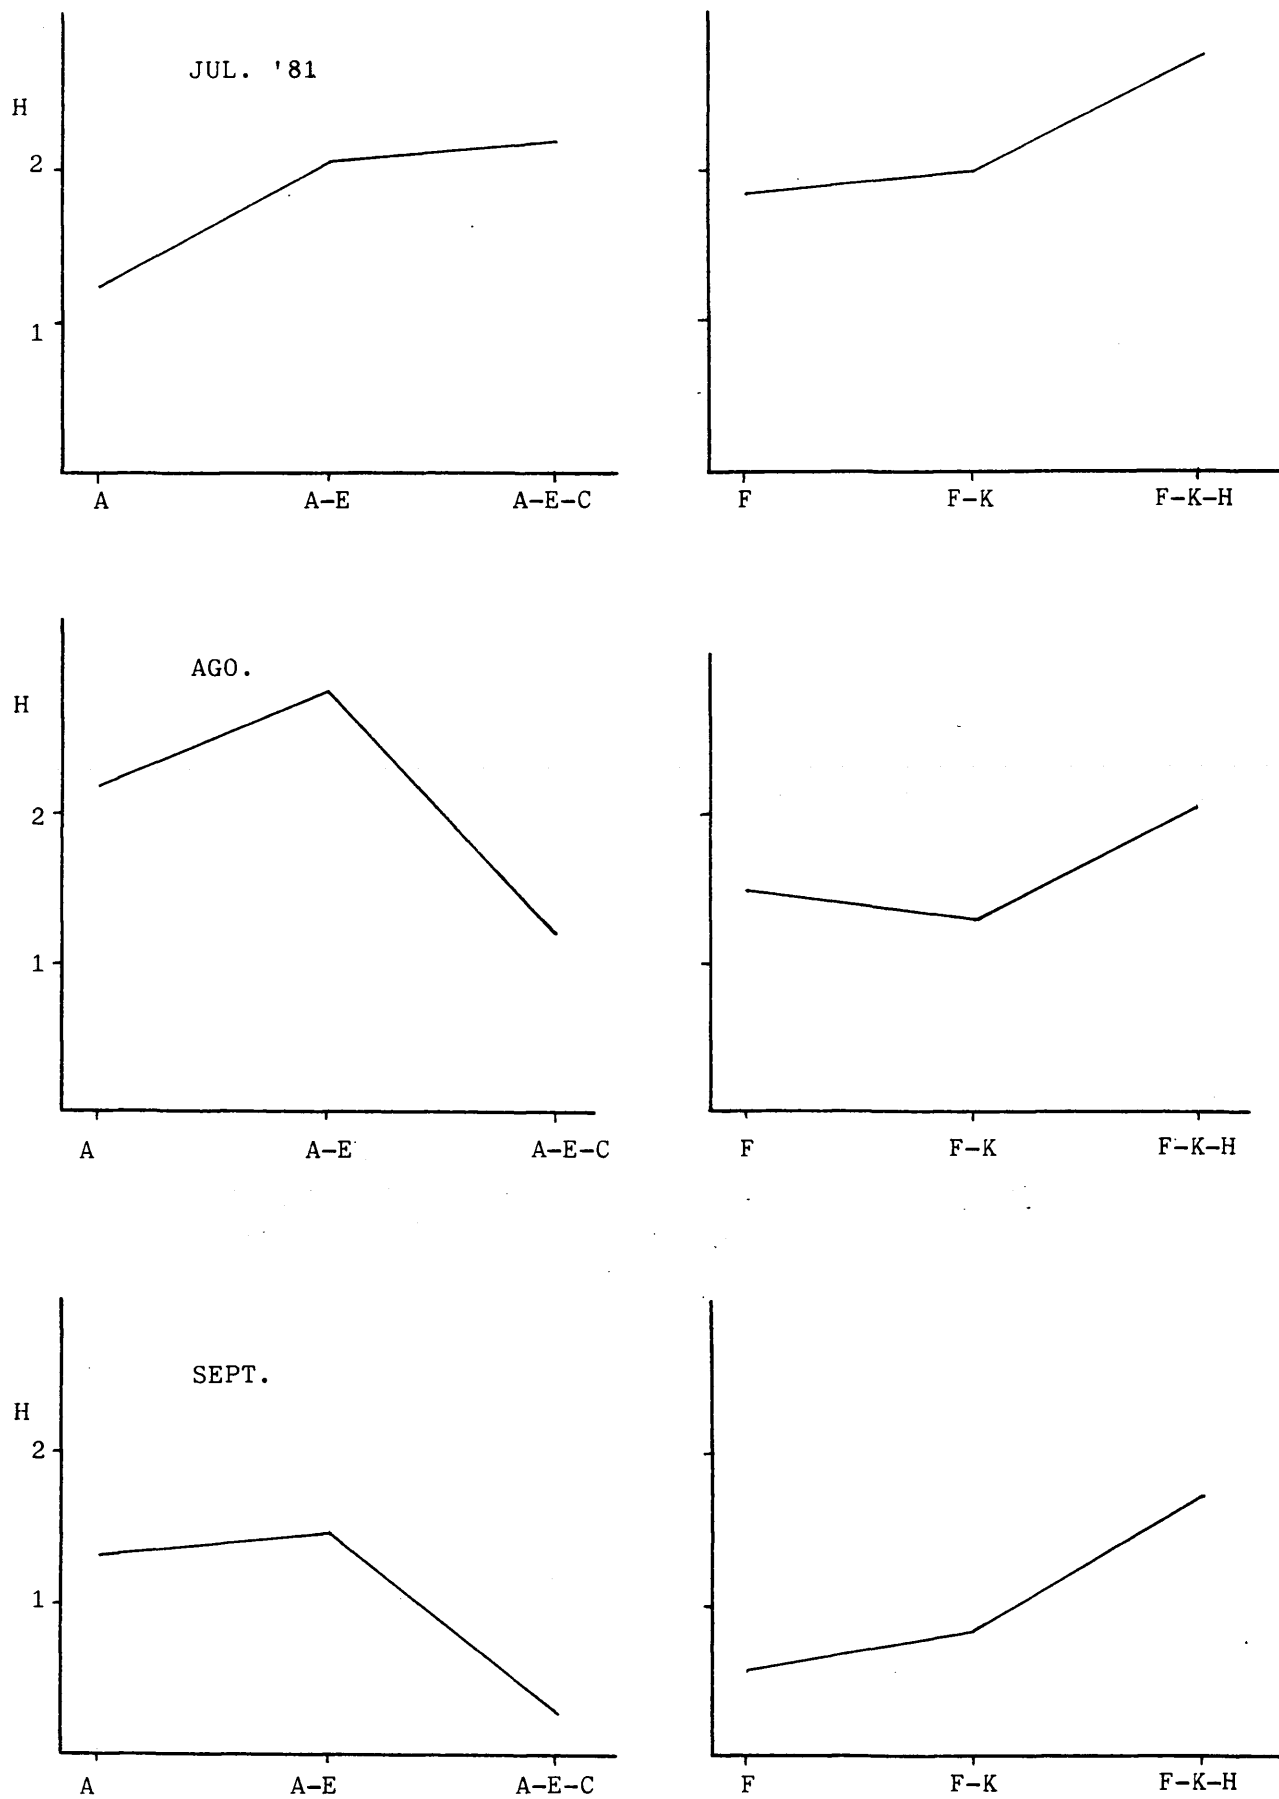 JUL. '81
H
2
1
A A-E A-E-C
F F-K F-K-H
AGO.
H
2
1
A A-E A-E-C
F F-K F-K-H
SEPT.
H
2
1
A A-E A-E-C
F F-K F-K-H